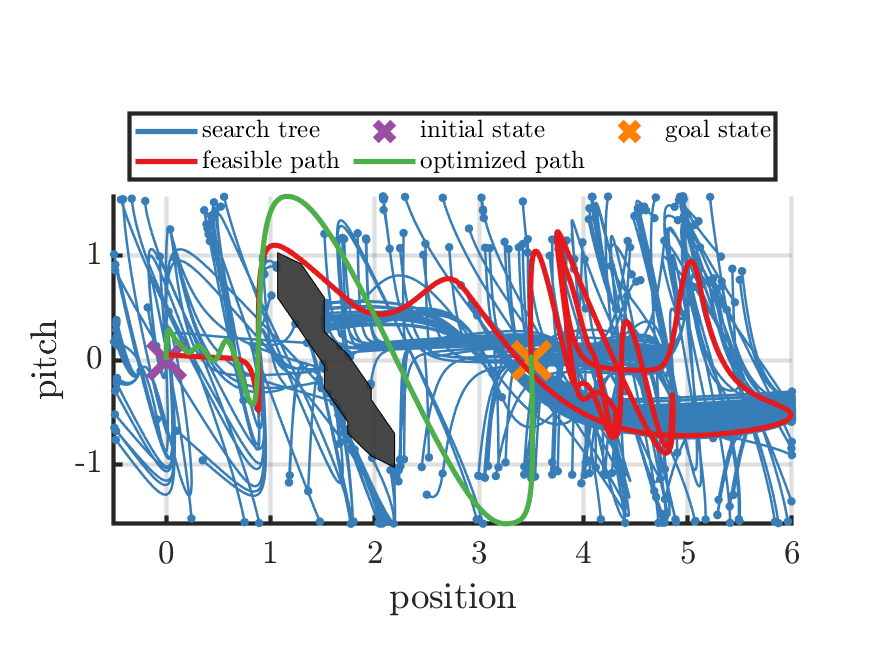 search tree initial state goal state
feasible path optimized path
1
0
-1
pitch
0 1 2 3 4 5 6
position